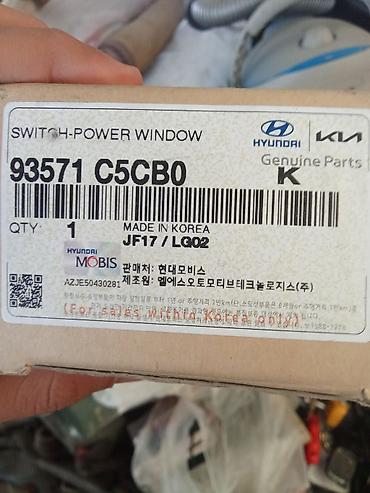 SWITCH-POWER WINDOW
HYUNDAI KIA
Genuine Parts
93571 C5CB0 K
QTY: 1 MADE IN KOREA
JF17 / LG02
HYUNDAI
MOBIS
판매처: 현대모비스
AZJE50430281 제조원: 엘에스오토모티브테크놀로지스(주)
(For sales within Korea only)